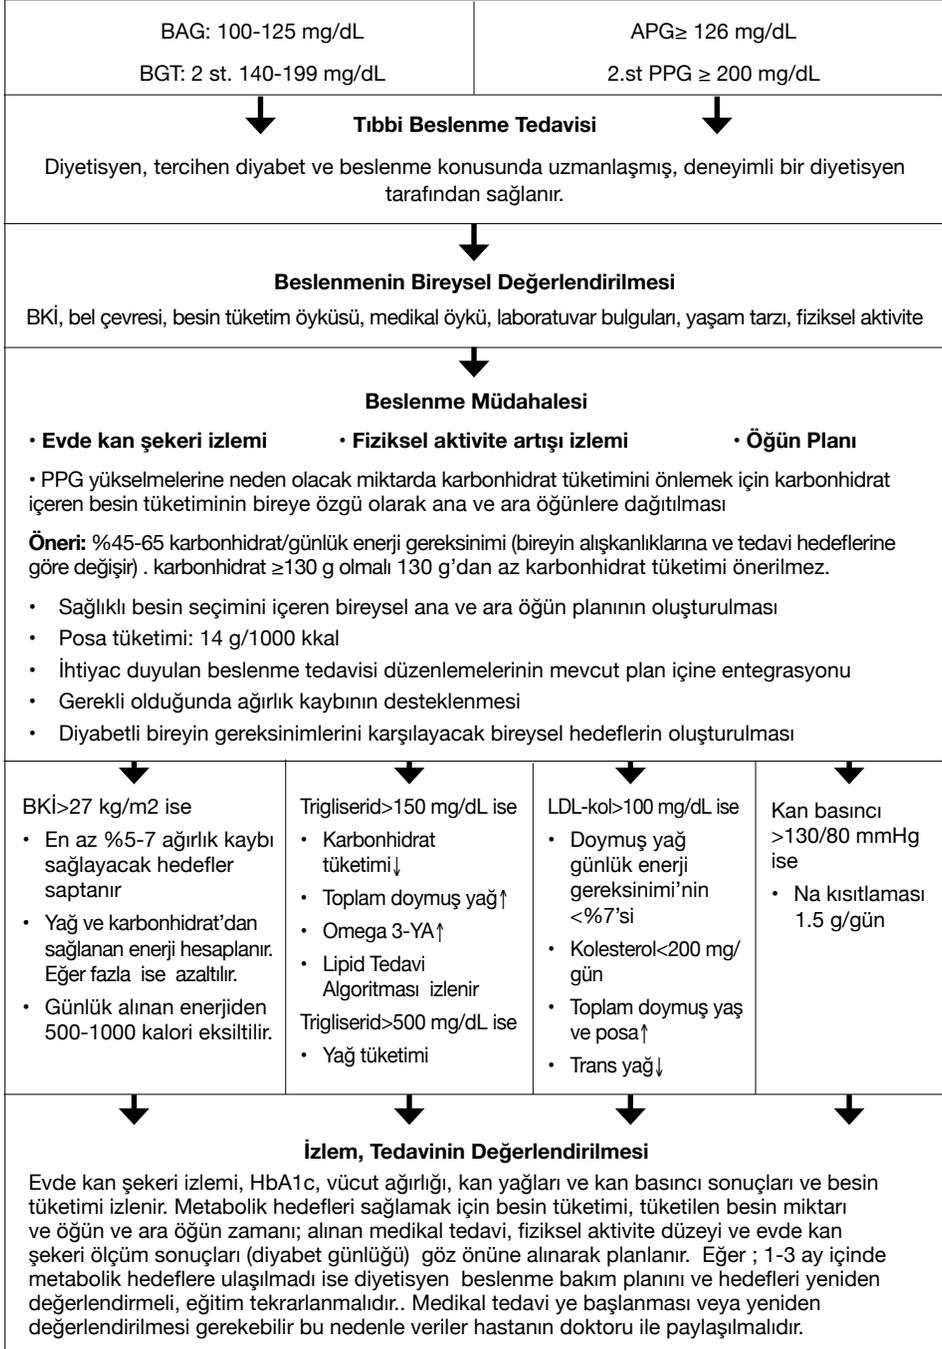 BAG: 100-125 mg/dL
BGT: 2 st. 140-199 mg/dL
APG≥ 126 mg/dL
2.st PPG ≥ 200 mg/dL
Tıbbi Beslenme Tedavisi
Diyetisyen, tercihen diyabet ve beslenme konusunda uzmanlaşmış, deneyimli bir diyetisyen
tarafından sağlanır.
Beslenmenin Bireysel Değerlendirilmesi
BKİ, bel çevresi, besin tüketim öyküsü, medikal öykü, laboratuvar bulguları, yaşam tarzı, fiziksel aktivite
Beslenme Müdahalesi
• Evde kan şekeri izlemi • Fiziksel aktivite artışı izlemi • Öğün Planı
• PPG yükselmelerine neden olacak miktarda karbonhidrat tüketimini önlemek için karbonhidrat
içeren besin tüketiminin bireye özgü olarak ana ve ara öğünlere dağıtılması
Öneri: %45-65 karbonhidrat/günlük enerji gereksinimi (bireyin alışkanlıklarına ve tedavi hedeflerine
göre değişir) . karbonhidrat ≥130 g olmalı 130 g’dan az karbonhidrat tüketimi önerilmez.
• Sağlıklı besin seçimini içeren bireysel ana ve ara öğün planının oluşturulması
• Posa tüketimi: 14 g/1000 kkal
• İhtiyac duyulan beslenme tedavisi düzenlemelerinin mevcut plan içine entegrasyonu
• Gerekli olduğunda ağırlık kaybının desteklenmesi
• Diyabetli bireyin gereksinimlerini karşılayacak bireysel hedeflerin oluşturulması
BKİ>27 kg/m2 ise
• En az %5-7 ağırlık kaybı
sağlayacak hedefler
saptanır
• Yağ ve karbonhidrat’dan
sağlanan enerji hesaplanır.
Eğer fazla ise azaltılır.
• Günlük alınan enerjiden
500-1000 kalori eksiltilir.
Trigliserid>150 mg/dL ise
• Karbonhidrat
tüketimi↓
• Toplam doymuş yağ↑
• Omega 3-YA↑
• Lipid Tedavi
Algoritması izlenir
Trigliserid>500 mg/dL ise
• Yağ tüketimi
LDL-kol>100 mg/dL ise
• Doymuş yağ
günlük enerji
gereksinimi’nin
<%7’si
• Kolesterol<200 mg/
gün
• Toplam doymuş yaş
ve posa↑
• Trans yağ↓
Kan basıncı
>130/80 mmHg
ise
• Na kısıtlaması
1.5 g/gün
İzlem, Tedavinin Değerlendirilmesi
Evde kan şekeri izlemi, HbA1c, vücut ağırlığı, kan yağları ve kan basıncı sonuçları ve besin
tüketimi izlenir. Metabolik hedefleri sağlamak için besin tüketimi, tüketilen besin miktarı
ve öğün ve ara öğün zamanı; alınan medikal tedavi, fiziksel aktivite düzeyi ve evde kan
şekeri ölçüm sonuçları (diyabet günlüğü) göz önüne alınarak planlanır. Eğer ; 1-3 ay içinde
metabolik hedeflere ulaşılmadı ise diyetisyen beslenme bakım planını ve hedefleri yeniden
değerlendirmeli, eğitim tekrarlanmalıdır.. Medikal tedavi ye başlanması veya yeniden
değerlendirilmesi gerekebilir bu nedenle veriler hastanın doktoru ile paylaşılmalıdır.